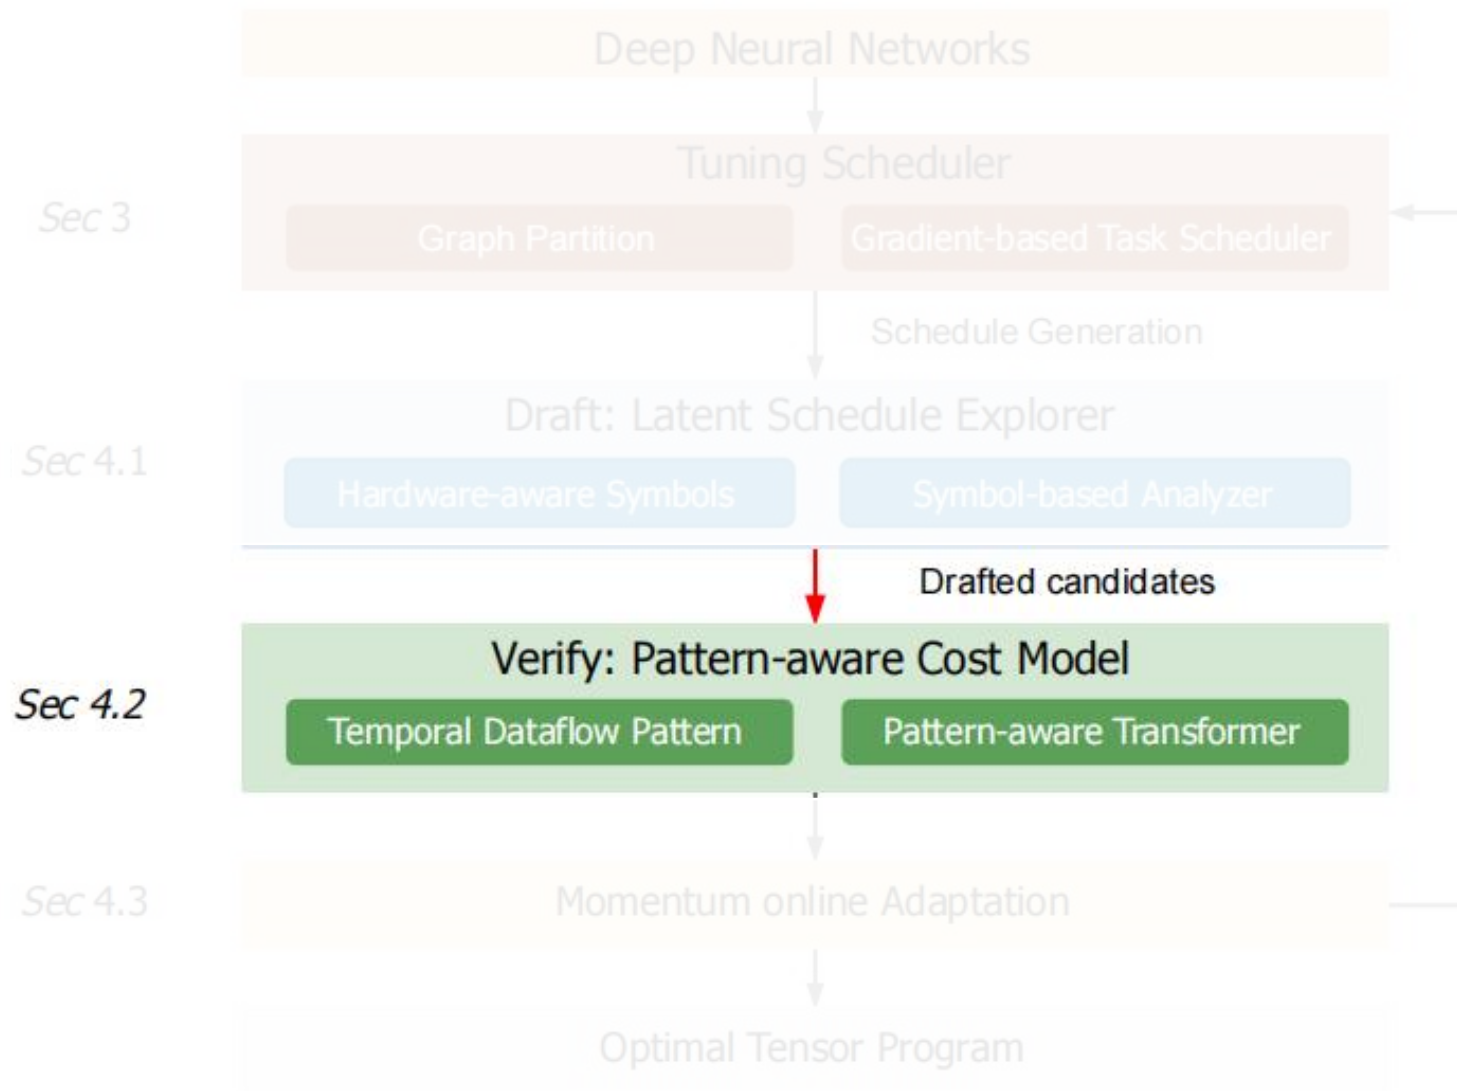 Deep Neural Networks
Tuning Scheduler
Sec 3
Graph Partition
Gradient-based Task Scheduler
Schedule Generation
Draft: Latent Schedule Explorer
Sec 4.1
Hardware-aware Symbols
Symbol-based Analyzer
Drafted candidates
Verify: Pattern-aware Cost Model
Sec 4.2
Temporal Dataflow Pattern
Pattern-aware Transformer
Sec 4.3
Momentum online Adaptation
Optimal Tensor Program